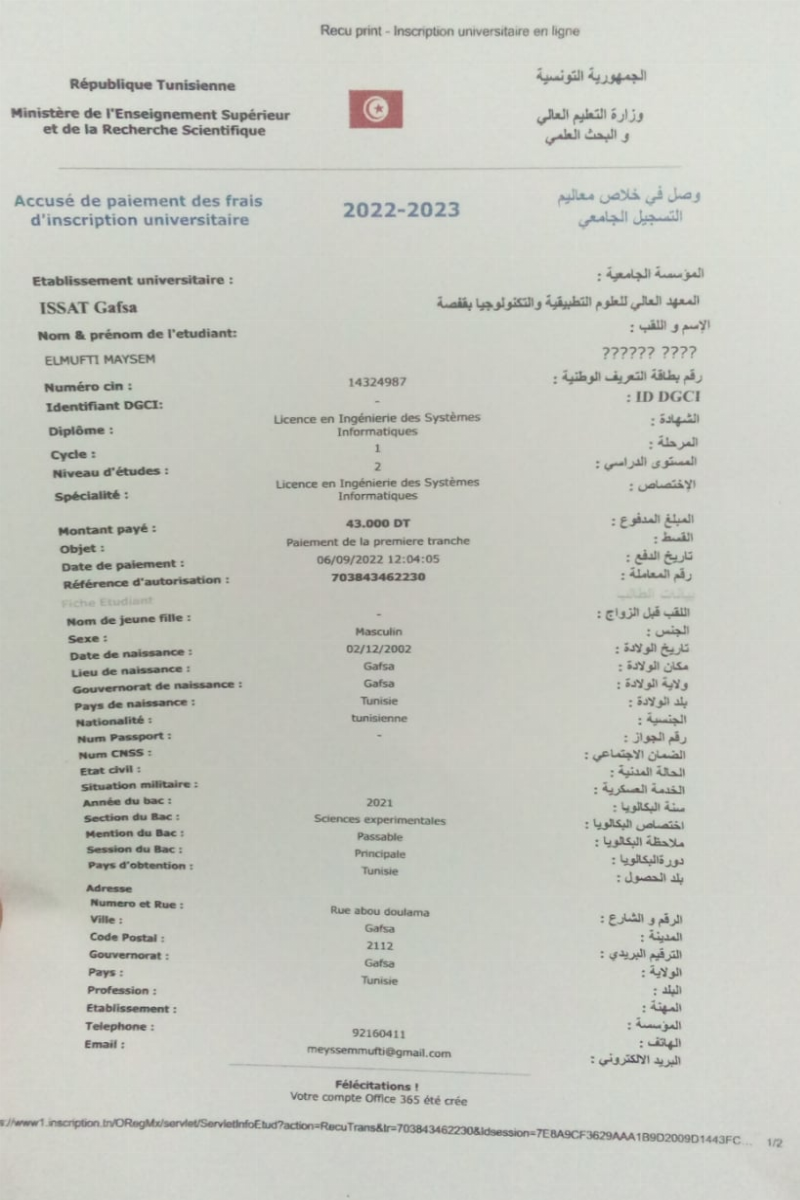 Recu print - Inscription universitaire en ligne
République Tunisienne
الجمهورية التونسية
Ministère de l'Enseignement Supérieur
et de la Recherche Scientifique
وزارة التعليم العالي
و البحث العلمي
Accusé de paiement des frais
d'inscription universitaire
2022-2023
وصل في خلاص معاليم
التسجيل الجامعي
Etablissement universitaire : المؤسسة الجامعية :
ISSAT Gafsa المعهد العالي للعلوم التطبيقية والتكنولوجيا بقفصة
Nom & prénom de l'etudiant: الإسم و اللقب :
ELMUFTI MAYSEM ?????? ????
Numéro cin : 14324987 رقم بطاقة التعريف الوطنية :
Identifiant DGCI: - : ID DGCI
Diplôme : Licence en Ingénierie des Systèmes Informatiques الشهادة :
Cycle : 1 المرحلة :
Niveau d'études : 2 المستوى الدراسي :
Spécialité : Licence en Ingénierie des Systèmes Informatiques الإختصاص :
Montant payé : 43.000 DT المبلغ المدفوع :
Objet : Paiement de la premiere tranche القسط :
Date de paiement : 06/09/2022 12:04:05 تاريخ الدفع :
Référence d'autorisation : 703843462230 رقم المعاملة :
Fiche Etudiant بيانات الطالب
Nom de jeune fille : - اللقب قبل الزواج :
Sexe : Masculin الجنس :
Date de naissance : 02/12/2002 تاريخ الولادة :
Lieu de naissance : Gafsa مكان الولادة :
Gouvernorat de naissance : Gafsa ولاية الولادة :
Pays de naissance : Tunisie بلد الولادة :
Nationalité : tunisienne الجنسية :
Num Passport : - رقم الجواز :
Num CNSS : الضمان الاجتماعي :
Etat civil : الحالة المدنية :
Situation militaire : الخدمة العسكرية :
Année du bac : 2021 سنة البكالويا :
Section du Bac : Sciences experimentales اختصاص البكالويا :
Mention du Bac : Passable ملاحظة البكالويا :
Session du Bac : Principale دورةالبكالويا :
Pays d'obtention : Tunisie بلد الحصول :
Adresse
Numero et Rue : Rue abou doulama الرقم و الشارع :
Ville : Gafsa المدينة :
Code Postal : 2112 الترقيم البريدي :
Gouvernorat : Gafsa الولاية :
Pays : Tunisie البلد :
Profession : المهنة :
Etablissement : المؤسسة :
Telephone : 92160411 الهاتف :
Email : meyssemmufti@gmail.com البريد الالكتروني :
Félécitations !
Votre compte Office 365 été crée
s://www1.inscription.tn/ORegMx/servlet/ServletInfoEtud?action=RecuTrans&Ir=703843462230&Idsession=7E8A9CF3629AAA1B9D2009D1443FC... 1/2